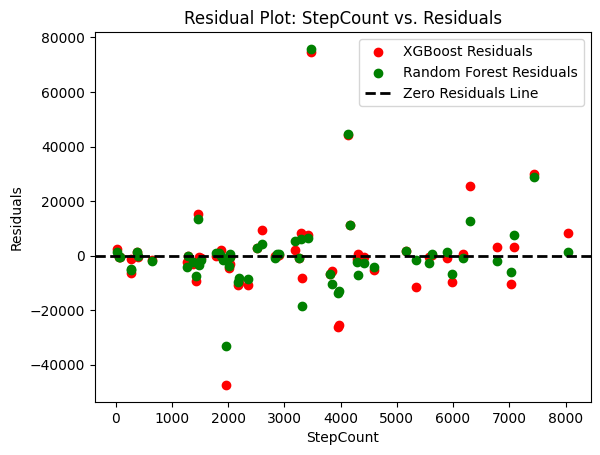 Residual Plot: StepCount vs. Residuals
XGBoost Residuals
Random Forest Residuals
Zero Residuals Line
80000
60000
40000
20000
0
−20000
−40000
Residuals
0 1000 2000 3000 4000 5000 6000 7000 8000
StepCount